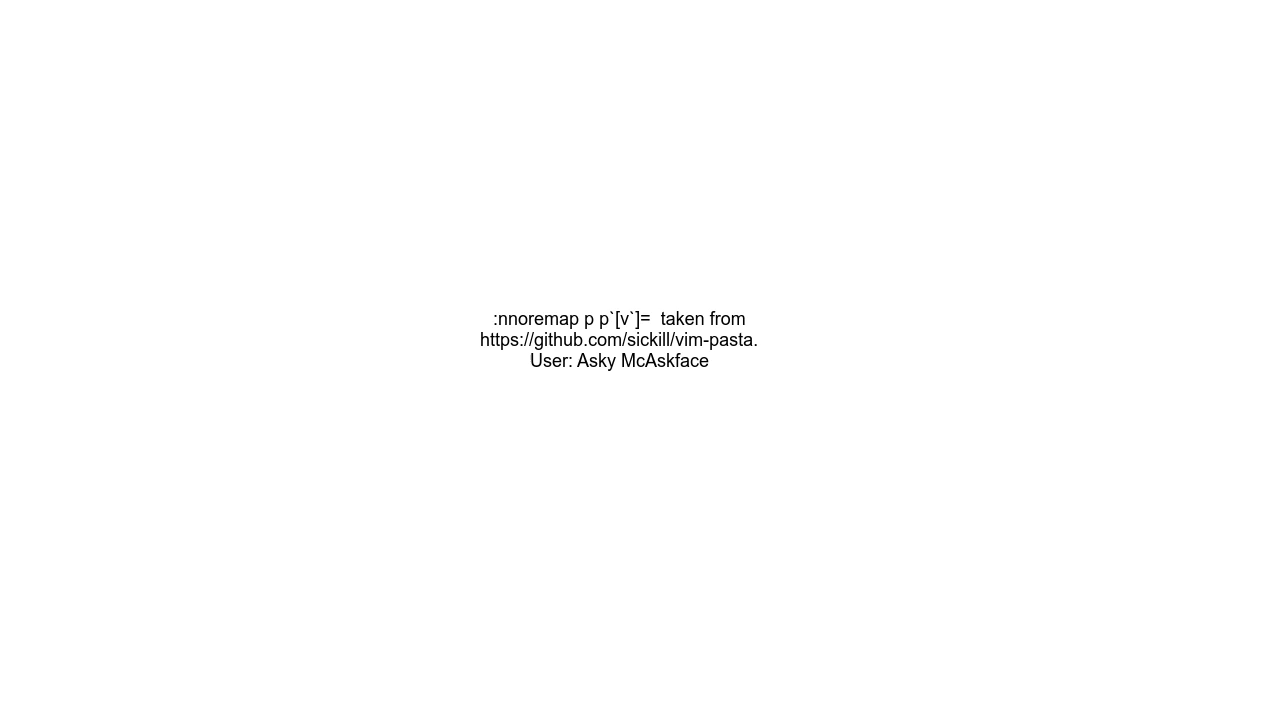 :nnoremap p p`[v`]=  taken from
https://github.com/sickill/vim-pasta.
User: Asky McAskface